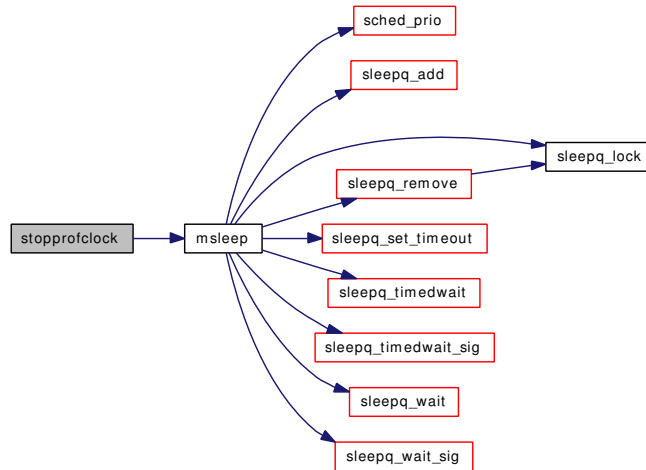 sched_prio
sleepq_add
sleepq_lock
sleepq_remove
stopprofclock
msleep
sleepq_set_timeout
sleepq_timedwait
sleepq_timedwait_sig
sleepq_wait
sleepq_wait_sig